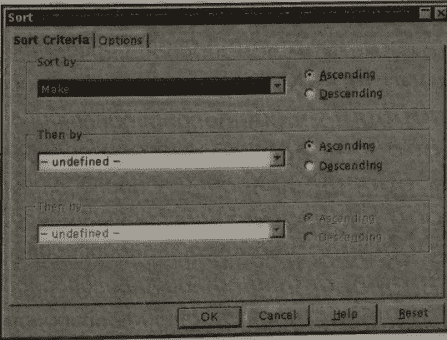 Sort
Sort Criteria Options
Sort by
Make
Ascending
Descending
Then by
- undefined -
Ascending
Descending
Then by
- undefined -
Ascending
Descending
OK Cancel Help Reset